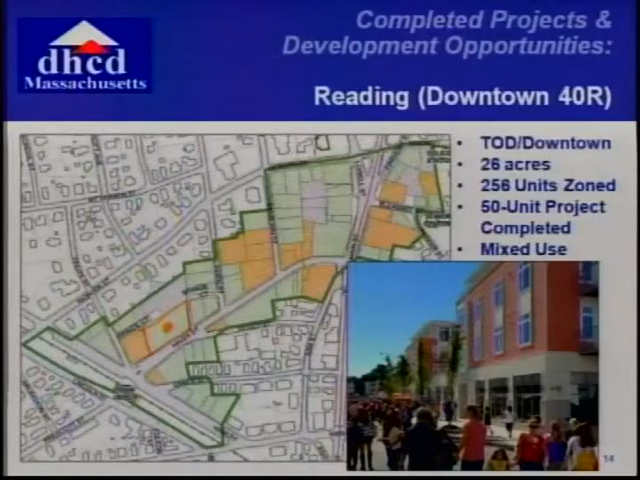 dhcd
Massachusetts
Completed Projects &
Development Opportunities:
Reading (Downtown 40R)
• TOD/Downtown
• 26 acres
• 256 Units Zoned
• 50-Unit Project
Completed
• Mixed Use
14